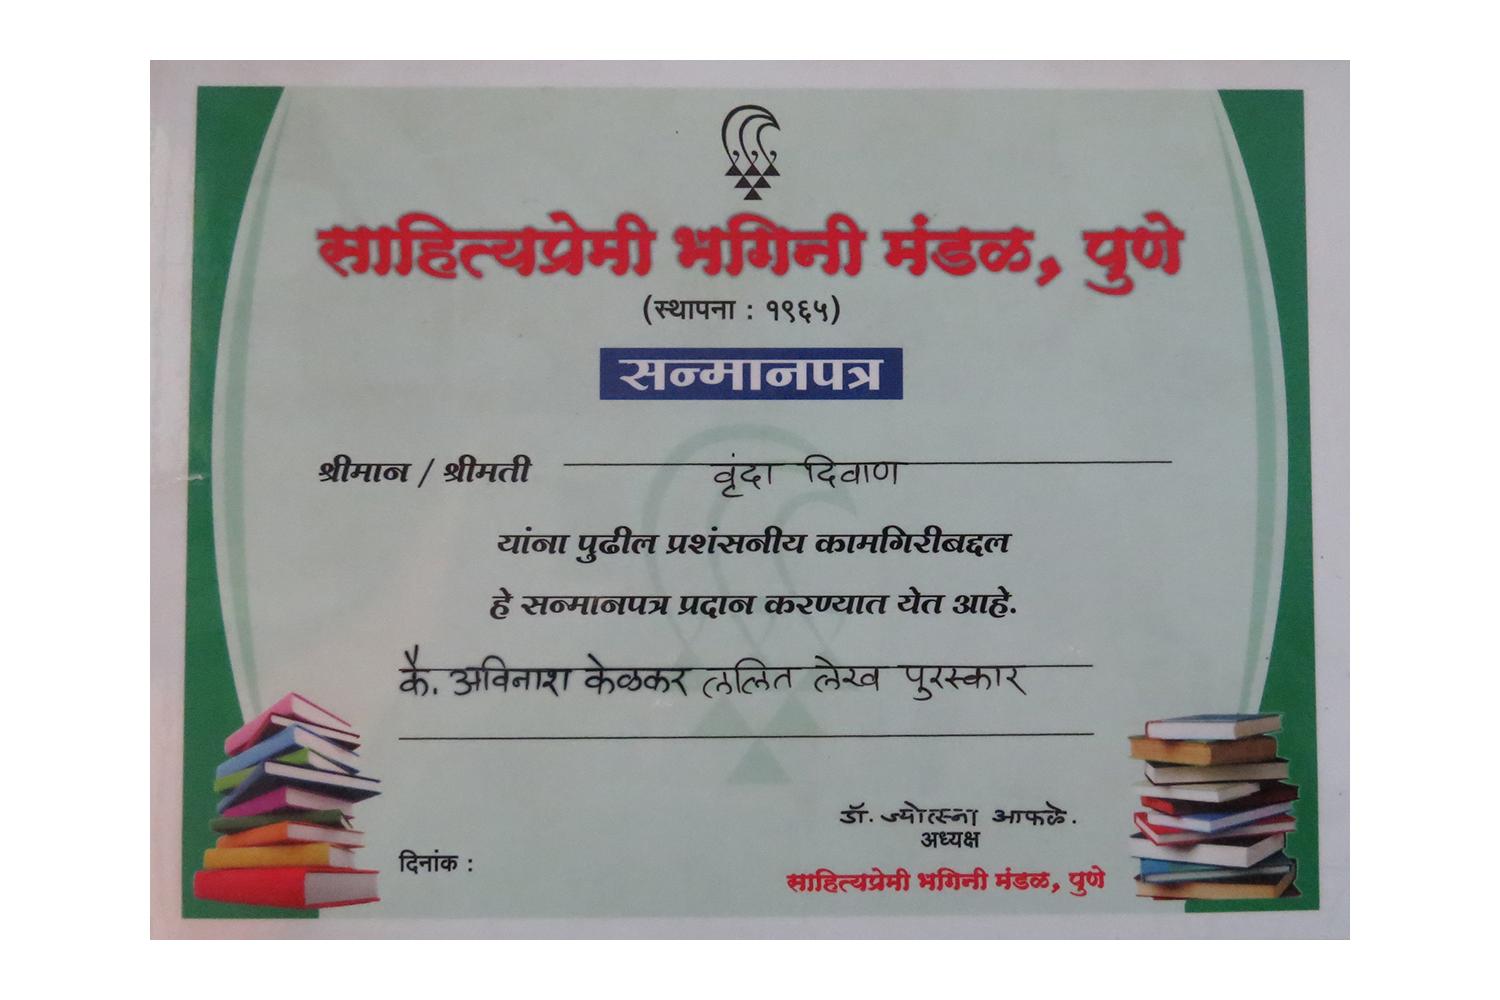 साहित्यप्रेमी भगिनी मंडळ, पुणे
(स्थापना : १९६५)
सन्मानपत्र
श्रीमान / श्रीमती वृंदा दिवाण
यांना पुढील प्रशंसनीय कामगिरीबद्दल
हे सन्मानपत्र प्रदान करण्यात येत आहे.
कै. अविनाश केळकर ललित लेख पुरस्कार
डॉ. ज्योत्स्ना आफळे.
अध्यक्ष
दिनांक :
साहित्यप्रेमी भगिनी मंडळ, पुणे